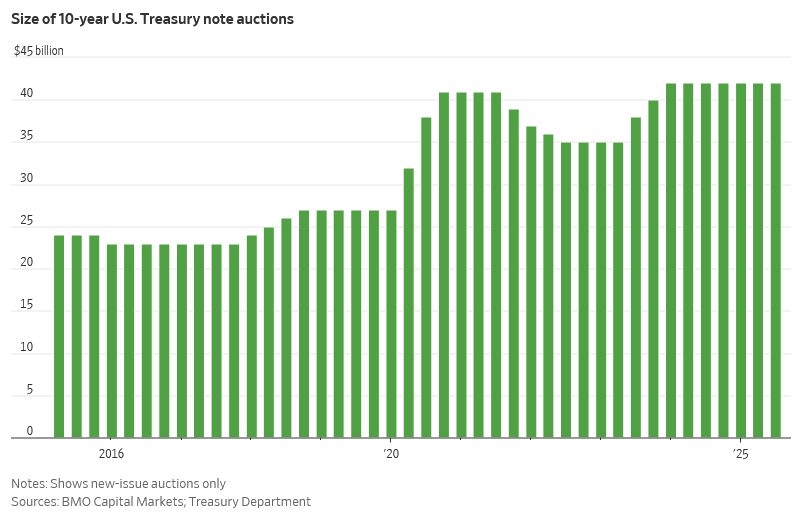 Size of 10-year U.S. Treasury note auctions
$45 billion
40
35
30
25
20
15
10
5
0
2016 ’20 ’25
Notes: Shows new-issue auctions only
Sources: BMO Capital Markets; Treasury Department